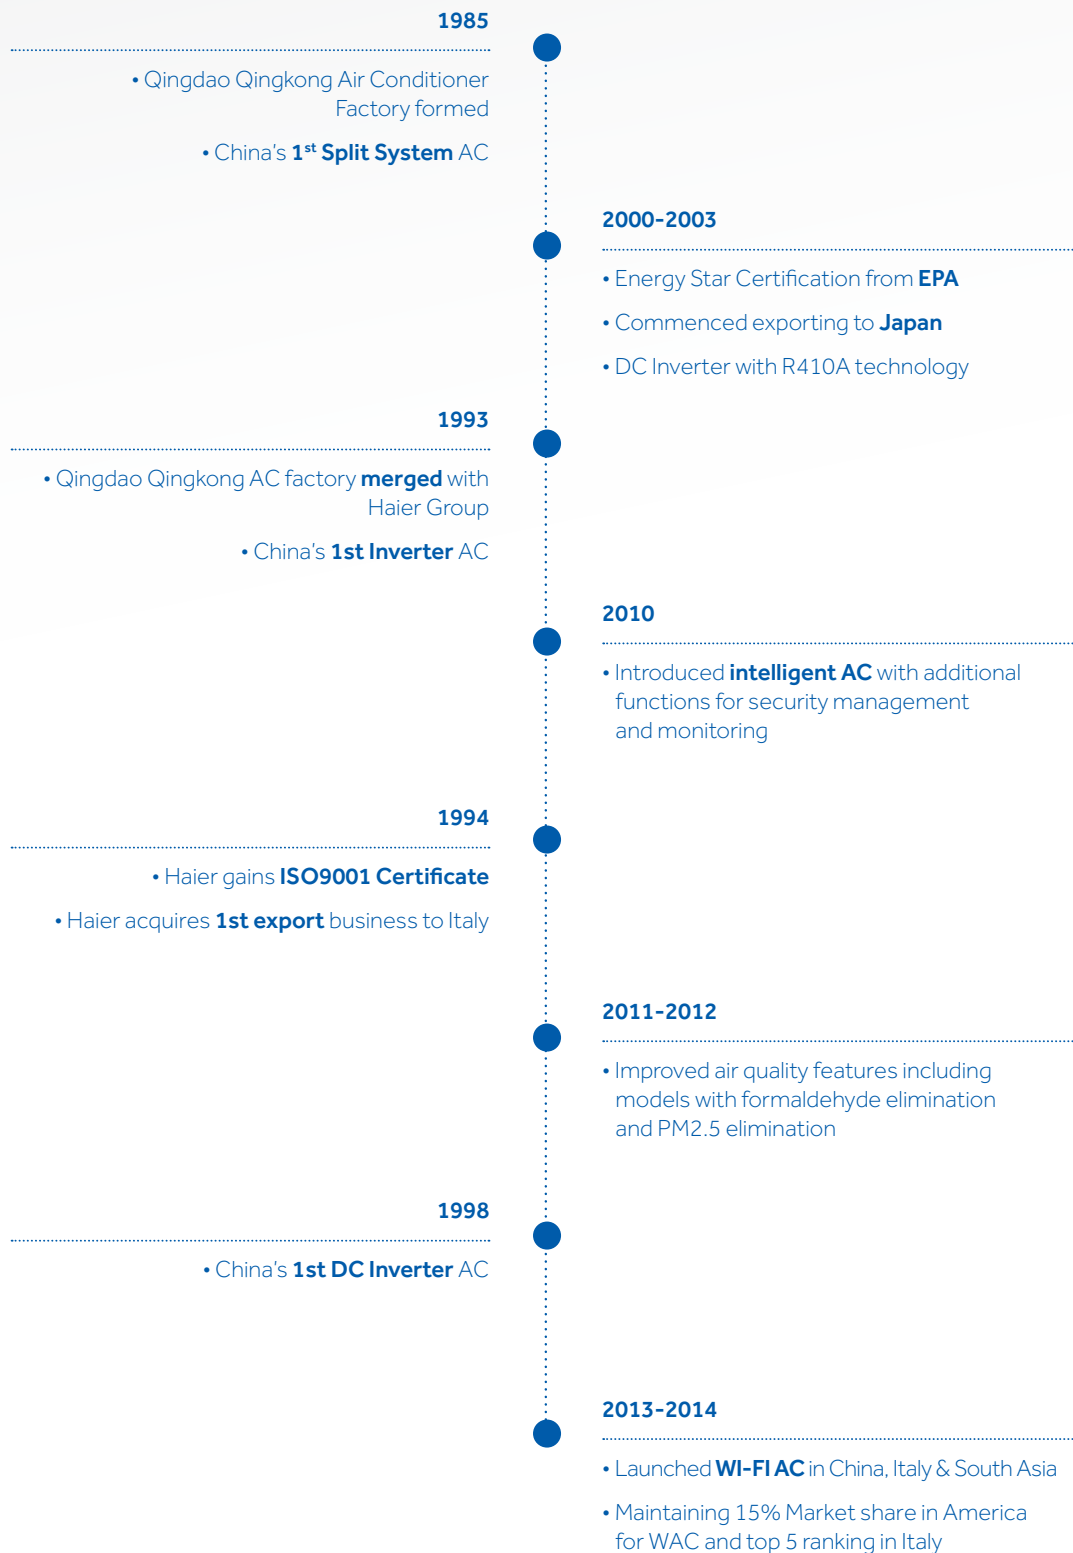 1985
• Qingdao Qingkong Air Conditioner
Factory formed
• China's 1st Split System AC
2000-2003
• Energy Star Certification from EPA
• Commenced exporting to Japan
• DC Inverter with R410A technology
1993
• Qingdao Qingkong AC factory merged with
Haier Group
• China's 1st Inverter AC
2010
• Introduced intelligent AC with additional
functions for security management
and monitoring
1994
• Haier gains ISO9001 Certificate
• Haier acquires 1st export business to Italy
2011-2012
• Improved air quality features including
models with formaldehyde elimination
and PM2.5 elimination
1998
• China's 1st DC Inverter AC
2013-2014
• Launched WI-FI AC in China, Italy & South Asia
• Maintaining 15% Market share in America
for WAC and top 5 ranking in Italy